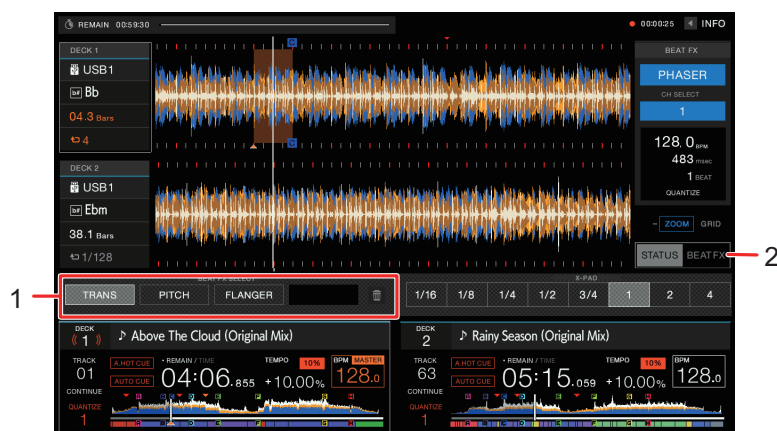 REMAIN 00:59:30
00:00:25 INFO
DECK 1
USB1
Bb
04.3 Bars
4
C
C
BEAT FX
PHASER
CH SELECT
1
128.0 BPM
483 msec
1 BEAT
QUANTIZE
DECK 2
USB1
Ebm
38.1 Bars
1/128
- ZOOM GRID
STATUS BEAT FX
2
1
BEAT FX SELECT
TRANS PITCH FLANGER
X-PAD
1/16 1/8 1/4 1/2 3/4 1 2 4
DECK
1
Above The Cloud (Original Mix)
TRACK
01
CONTINUE
QUANTIZE
1
A.HOT CUE
AUTO CUE
REMAIN / TIME
04:06.855
TEMPO 10%
+10.00%
BPM MASTER
128.0
DECK
2
Rainy Season (Original Mix)
TRACK
63
CONTINUE
QUANTIZE
1
A.HOT CUE
AUTO CUE
REMAIN / TIME
05:15.059
TEMPO 10%
+10.00%
BPM
128.0